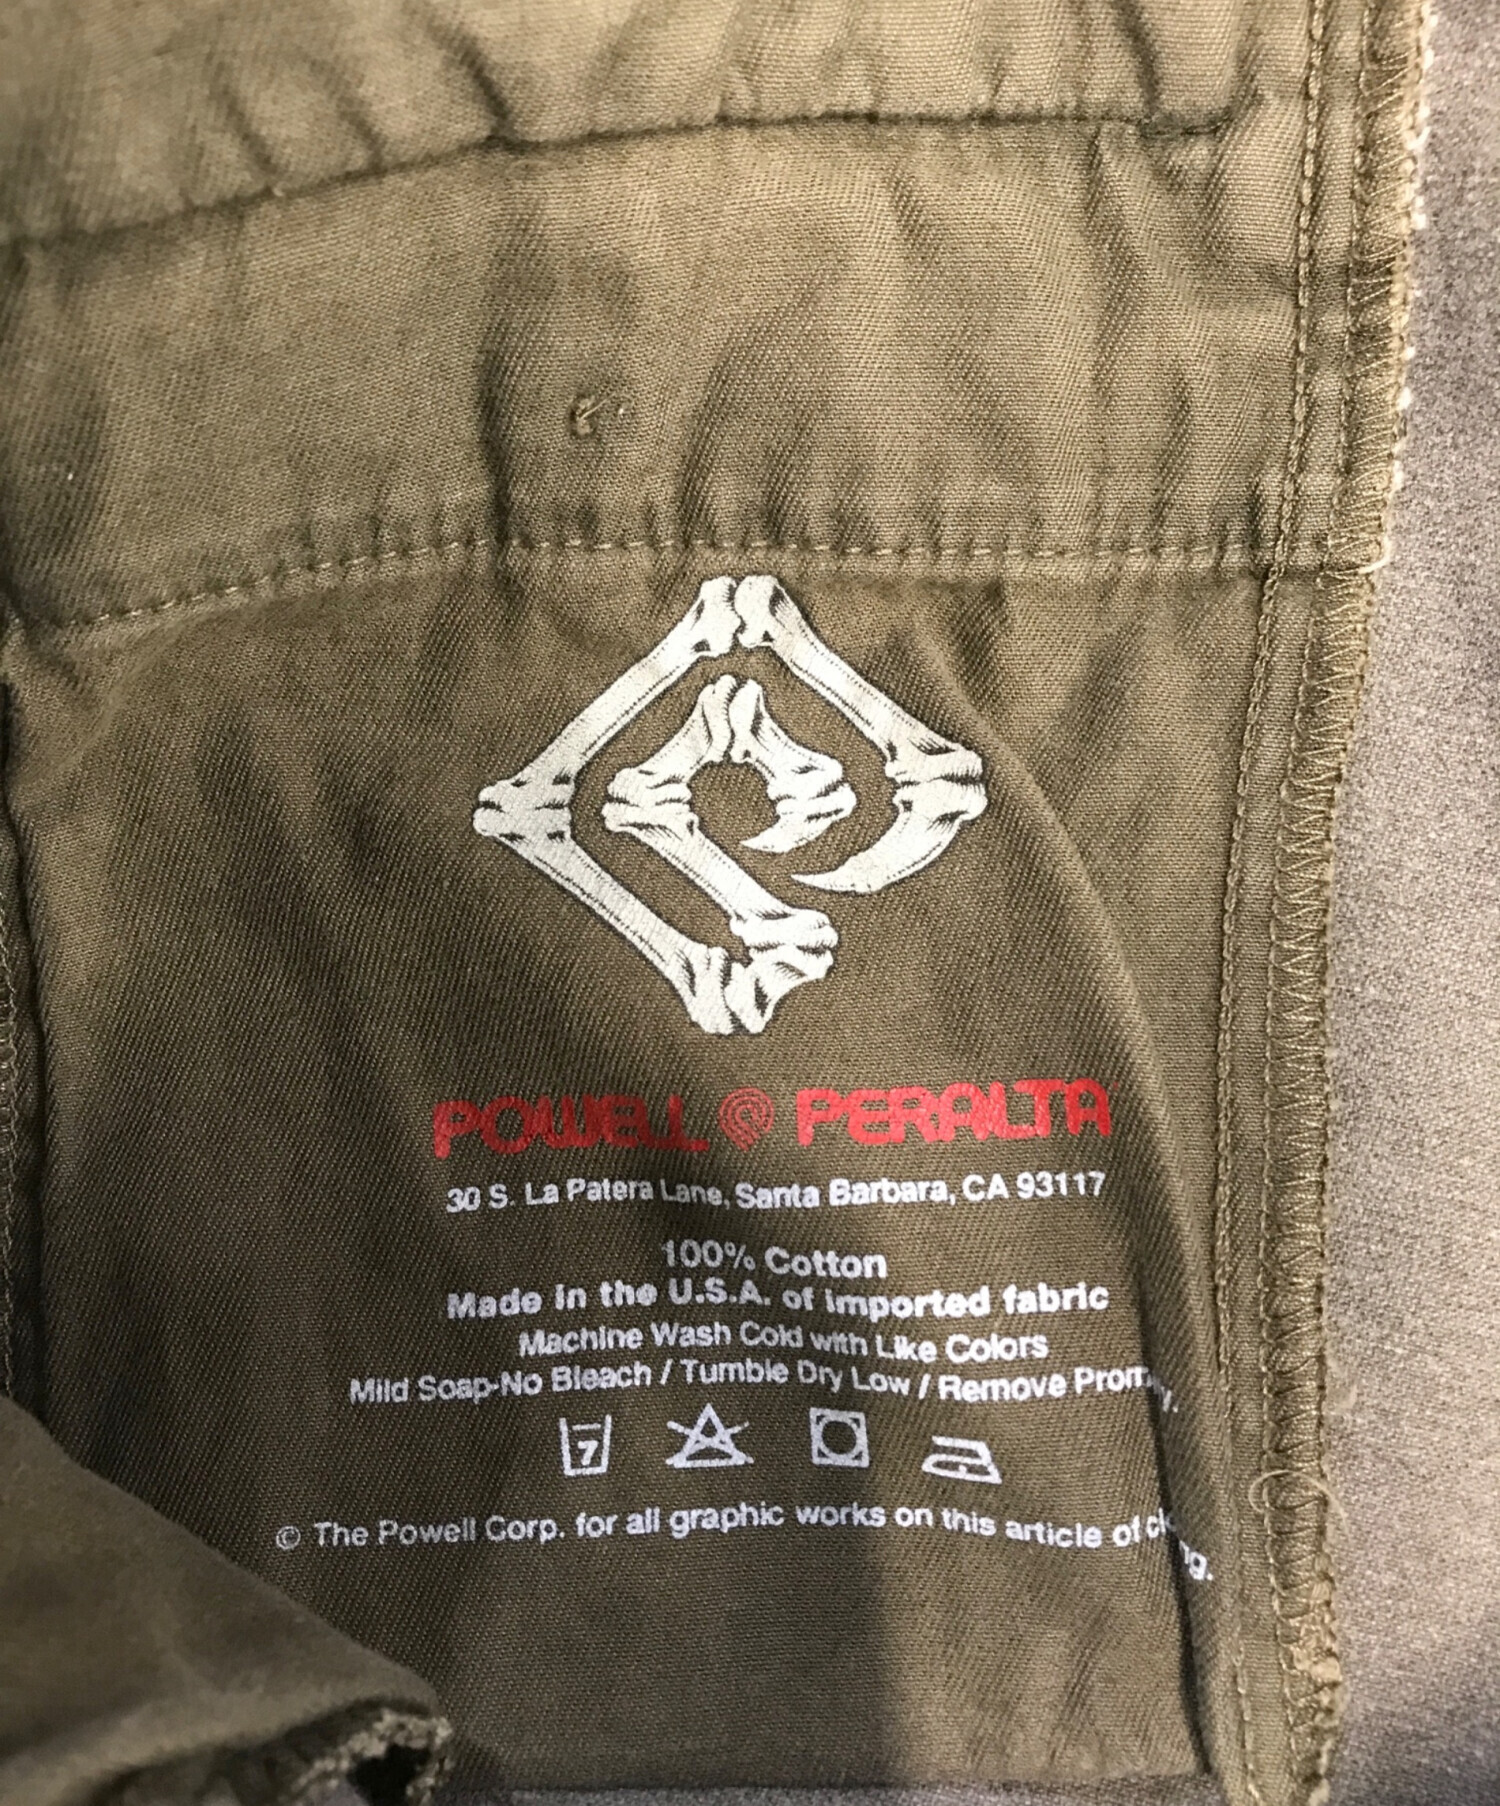 POWELL PERALTA
30 S. La Patera Lane, Santa Barbara, CA 93117
100% Cotton
Made in the U.S.A. of imported fabric
Machine Wash Cold with Like Colors
Mild Soap-No Bleach / Tumble Dry Low / Remove
7
© The Powell Corp. for all graphic works on this article of